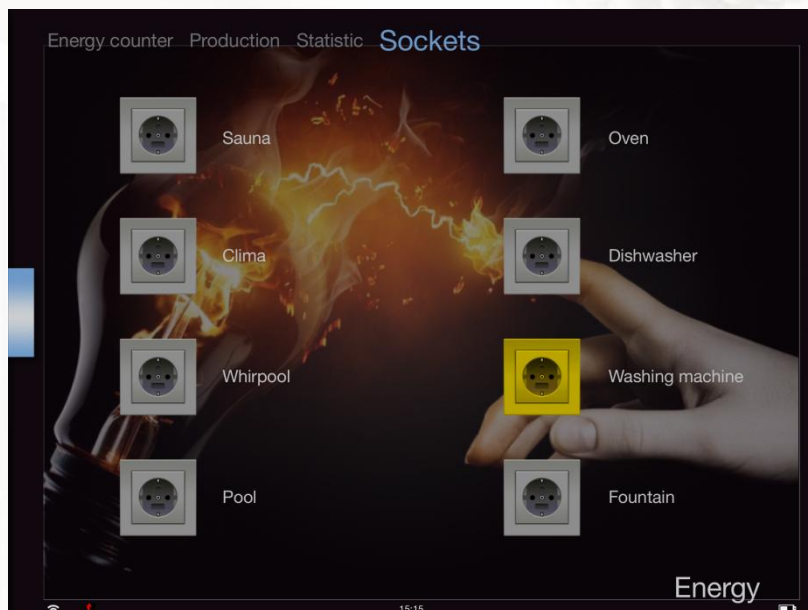 Energy counter Production Statistic Sockets
Sauna
Oven
Clima
Dishwasher
Whirpool
Washing machine
Pool
Fountain
Energy
15:15